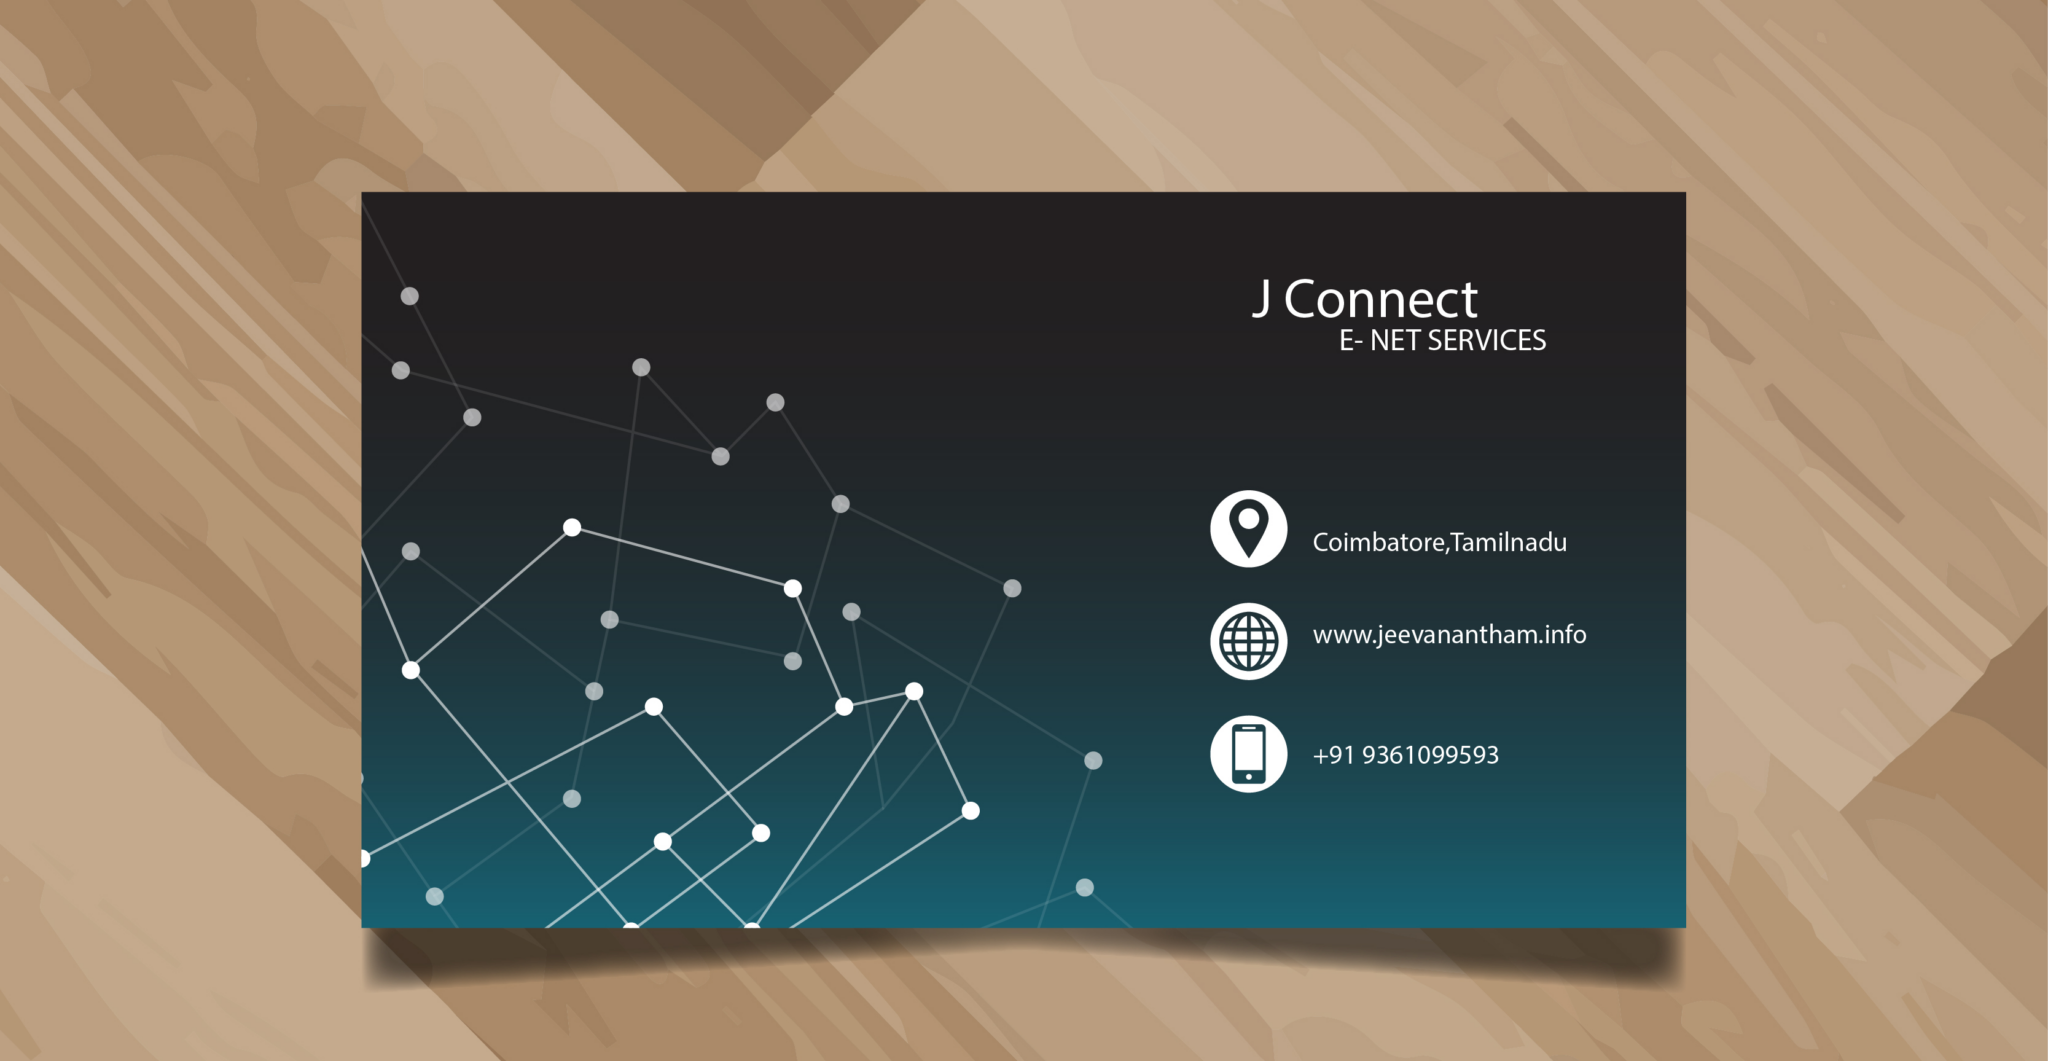 J Connect
E- NET SERVICES
Coimbatore,Tamilnadu
www.jeevanantham.info
+91 9361099593